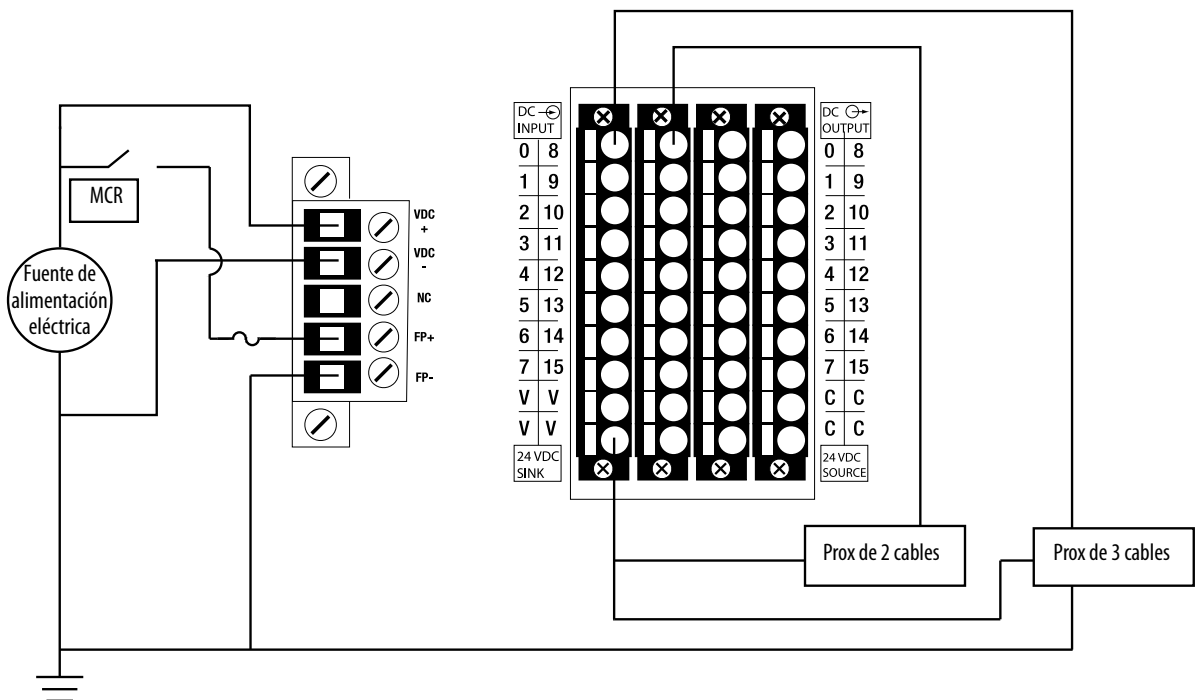 MCR
Fuente de
alimentación
eléctrica
VDC
+
VDC
-
NC
FP+
FP-
DC
INPUT
0 8
1 9
2 10
3 11
4 12
5 13
6 14
7 15
V V
V V
24 VDC
SINK
DC
OUTPUT
0 8
1 9
2 10
3 11
4 12
5 13
6 14
7 15
C C
C C
24 VDC
SOURCE
Prox de 2 cables
Prox de 3 cables